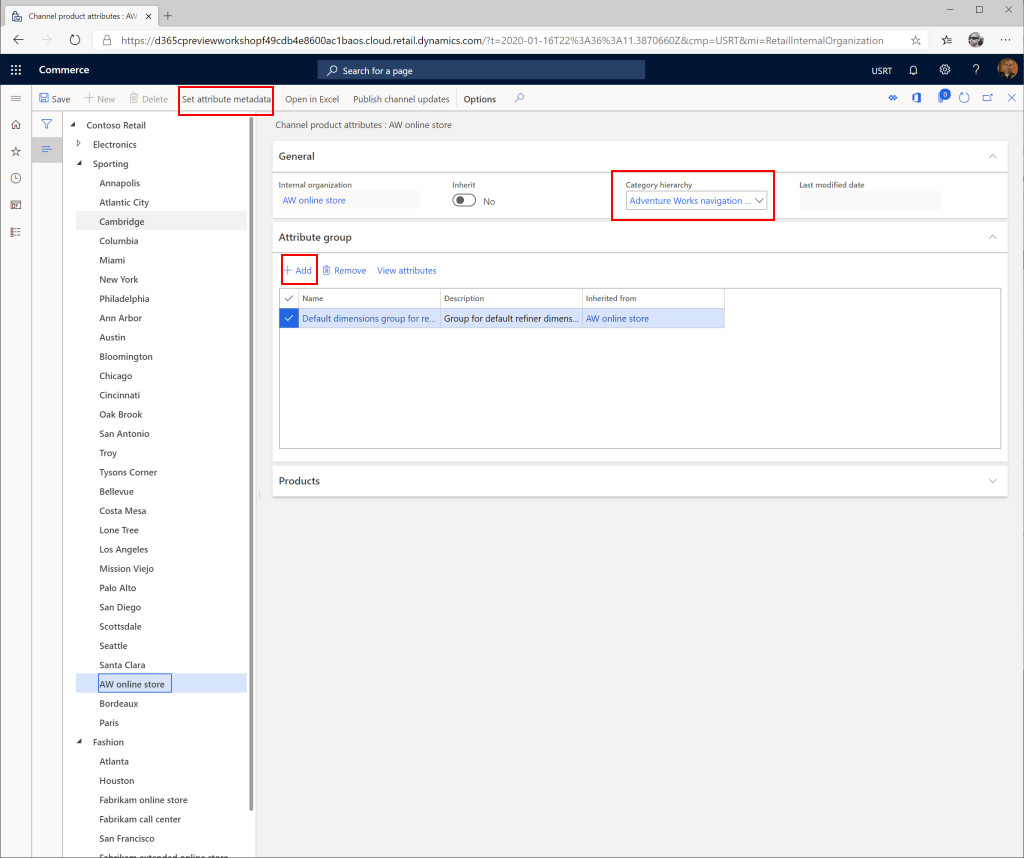 Channel product attributes : AW
https://d365cpreviewworkshopf49cdb4e8600ac1baos.cloud.retail.dynamics.com/?t=2020-01-16T22%3A36%3A11.3870660Z&cmp=USRT&mi=RetailInternalOrganization
Commerce
Search for a page
USRT
Save
New
Delete
Set attribute metadata
Open in Excel
Publish channel updates
Options
0
Contoso Retail
Electronics
Sporting
Annapolis
Atlantic City
Cambridge
Columbia
Miami
New York
Philadelphia
Ann Arbor
Austin
Bloomington
Chicago
Cincinnati
Oak Brook
San Antonio
Troy
Tysons Corner
Bellevue
Costa Mesa
Lone Tree
Los Angeles
Mission Viejo
Palo Alto
San Diego
Scottsdale
Seattle
Santa Clara
AW online store
Bordeaux
Paris
Fashion
Atlanta
Houston
Fabrikam online store
Fabrikam call center
San Francisco
Fabrikam extended online store
Channel product attributes : AW online store
General
Internal organization
AW online store
Inherit
No
Category hierarchy
Adventure Works navigation ...
Last modified date
Attribute group
Add
Remove
View attributes
Name Description Inherited from
Default dimensions group for re... Group for default refiner dimens... AW online store
Products